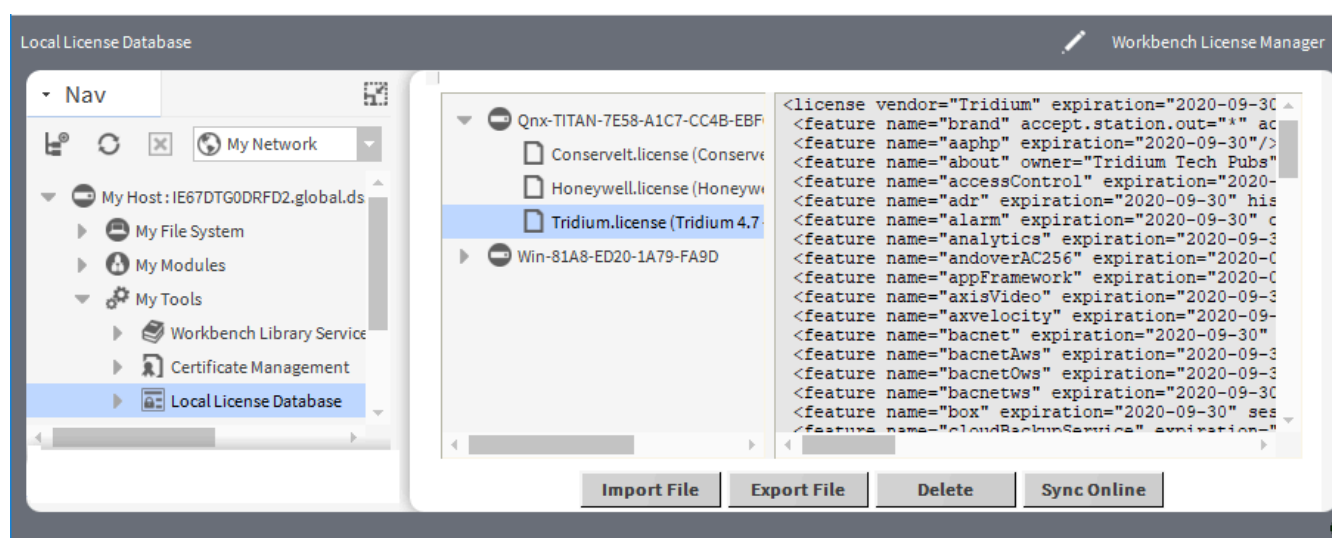 Local License Database
Workbench License Manager
Nav
My Network
My Host : IE67DTG0DRFD2.global.ds
My File System
My Modules
My Tools
Workbench Library Service
Certificate Management
Local License Database
Qnx-TITAN-7E58-A1C7-CC4B-EBF
ConserveIt.license (Conserve
Honeywell.license (Honeyw
Tridium.license (Tridium 4.7
Win-81A8-ED20-1A79-FA9D
<license vendor="Tridium" expiration="2020-09-30
<feature name="brand" accept.station.out="*" ac
<feature name="aaphp" expiration="2020-09-30"/>
<feature name="about" owner="Tridium Tech Pubs"
<feature name="accessControl" expiration="2020-
<feature name="adr" expiration="2020-09-30" his
<feature name="alarm" expiration="2020-09-30" c
<feature name="analytics" expiration="2020-09-3
<feature name="andoverAC256" expiration="2020-0
<feature name="appFramework" expiration="2020-0
<feature name="axisVideo" expiration="2020-09-3
<feature name="axvelocity" expiration="2020-09-
<feature name="bacnet" expiration="2020-09-30"
<feature name="bacnetAws" expiration="2020-09-3
<feature name="bacnetOws" expiration="2020-09-3
<feature name="bacnetws" expiration="2020-09-30
<feature name="box" expiration="2020-09-30" ses
<feature name="cloudBackupService" expiration="
Import File
Export File
Delete
Sync Online